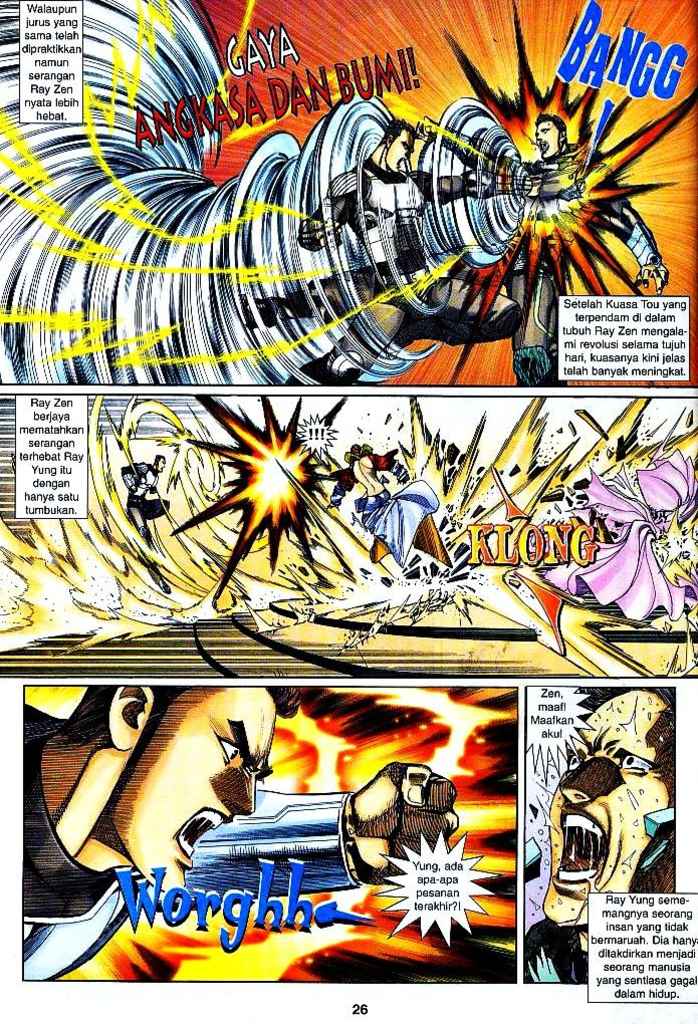 Walaupun
jurus yang
sama telah
dipraktikkan
namun
serangan
Ray Zen
nyata lebih
hebat.
GAYA
ANGKASA DAN BUMI!
BANGG
!
Setelah Kuasa Tou yang
terpendam di dalam
tubuh Ray Zen mengala-
mi revolusi selama tujuh
hari, kuasanya kini jelas
telah banyak meningkat.
Ray Zen
berjaya
mematahkan
serangan
terhebat Ray
Yung itu
dengan
hanya satu
tumbukan.
!!!
KLONG
Worghh
Yung, ada
apa-apa
pesanan
terakhir?!
Zen,
maaf!
Maafkan
aku!
Ray Yung seme-
mangnya seorang
insan yang tidak
bermaruah. Dia hany
ditakdirkan menjadi
seorang manusia
yang sentiasa gagal
dalam hidup.
26